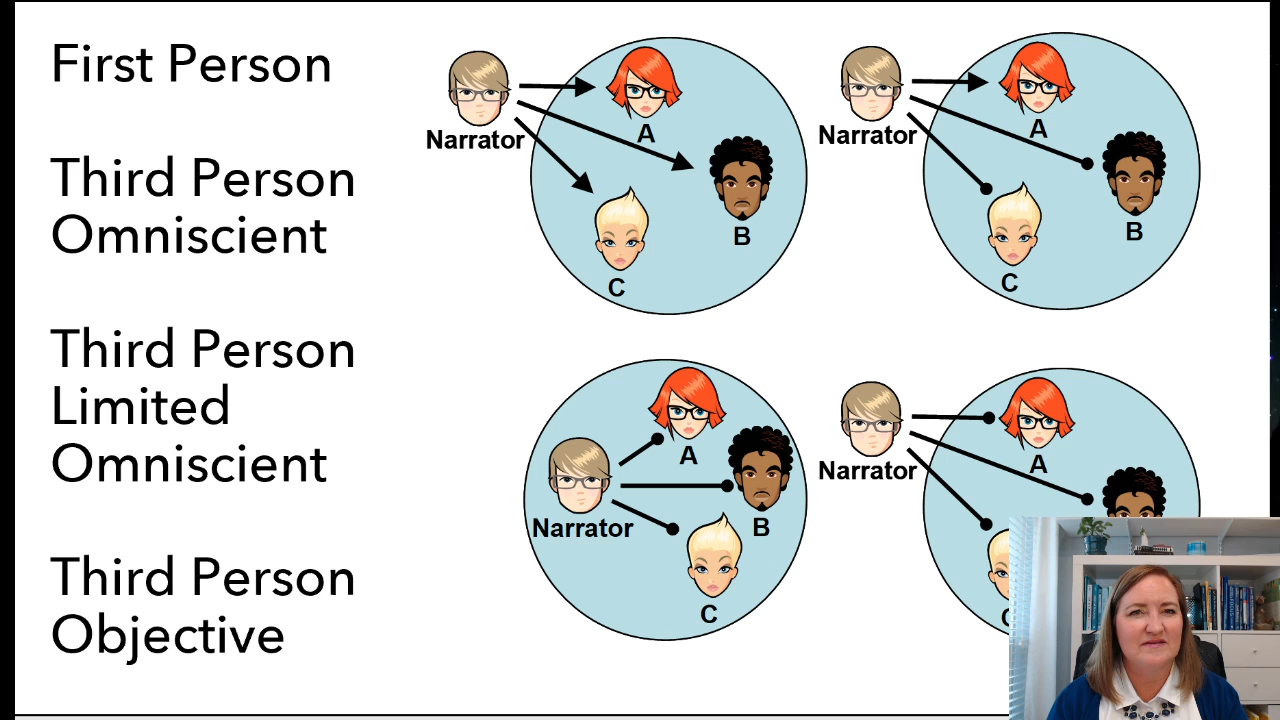 First Person
Third Person
Omniscient
Third Person
Limited
Omniscient
Third Person
Objective
Narrator
A
B
C
Narrator
A
B
C
Narrator
A
B
C
Narrator
A